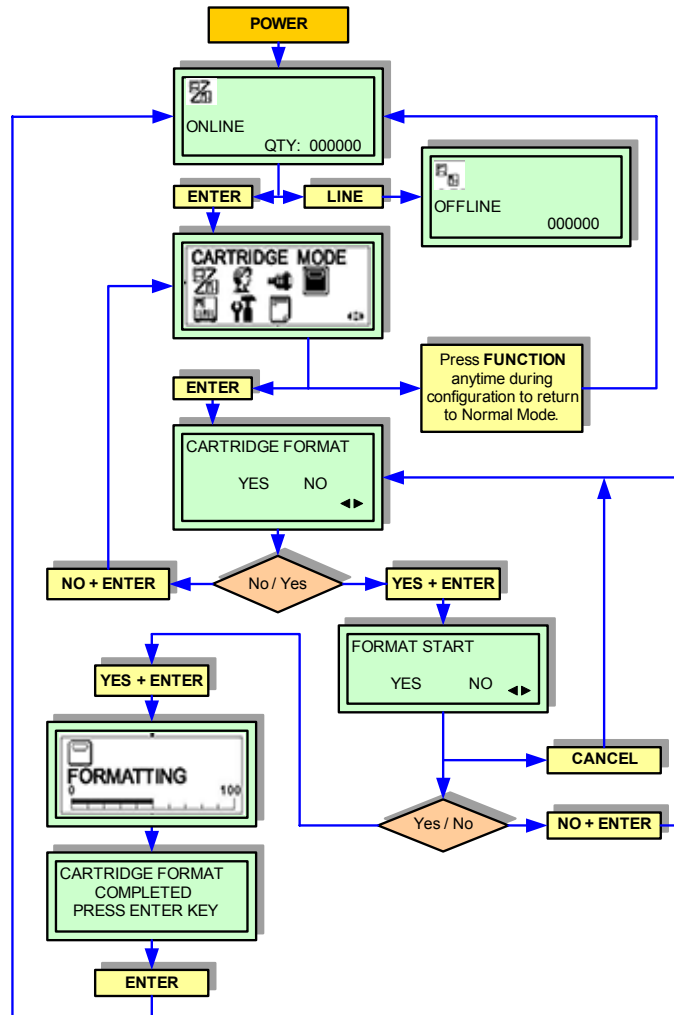 POWER
ONLINE
QTY: 000000
ENTER
LINE
OFFLINE
000000
CARTRIDGE MODE
ENTER
Press FUNCTION
anytime during
configuration to return
to Normal Mode.
CARTRIDGE FORMAT
YES NO
NO + ENTER
No / Yes
YES + ENTER
FORMAT START
YES NO
YES + ENTER
CANCEL
FORMATTING
0 100
Yes / No
NO + ENTER
CARTRIDGE FORMAT
COMPLETED
PRESS ENTER KEY
ENTER